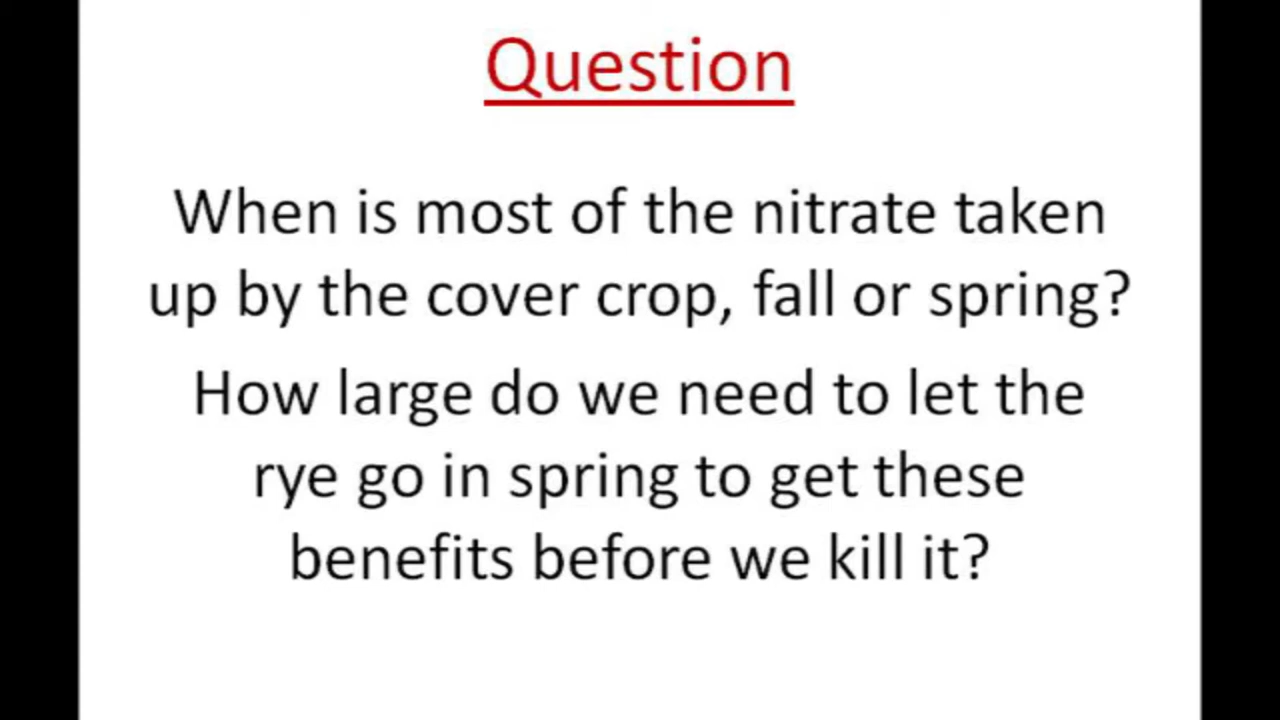 Question
When is most of the nitrate taken
up by the cover crop, fall or spring?
How large do we need to let the
rye go in spring to get these
benefits before we kill it?